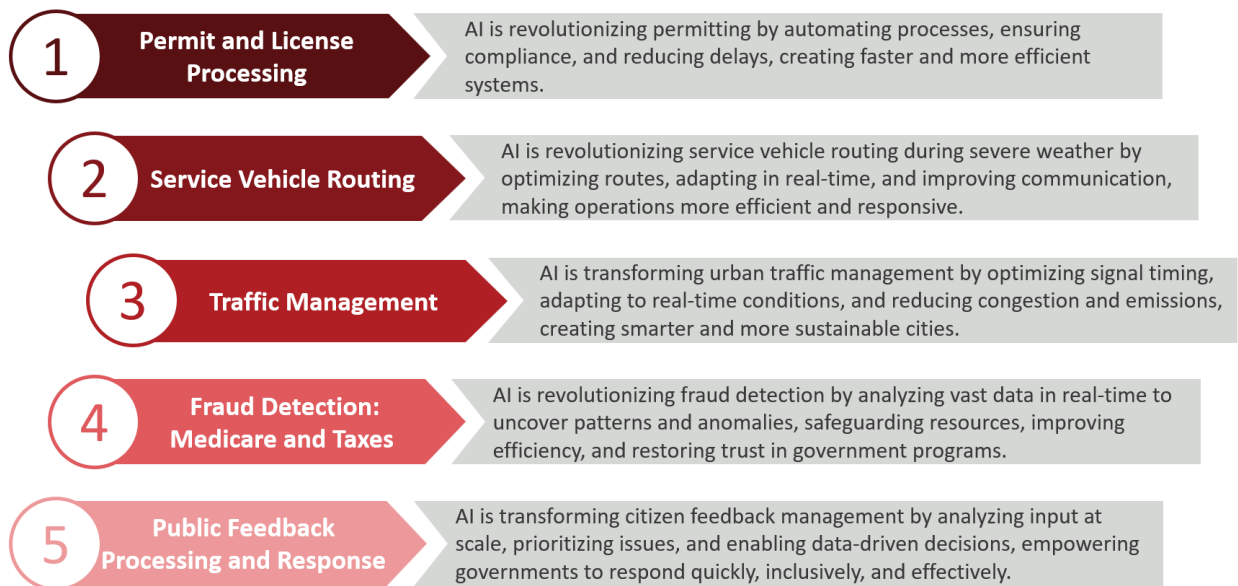 1
Permit and License
Processing
AI is revolutionizing permitting by automating processes, ensuring
compliance, and reducing delays, creating faster and more efficient
systems.
2
Service Vehicle Routing
AI is revolutionizing service vehicle routing during severe weather by
optimizing routes, adapting in real-time, and improving communication,
making operations more efficient and responsive.
3
Traffic Management
AI is transforming urban traffic management by optimizing signal timing,
adapting to real-time conditions, and reducing congestion and emissions,
creating smarter and more sustainable cities.
4
Fraud Detection:
Medicare and Taxes
AI is revolutionizing fraud detection by analyzing vast data in real-time to
uncover patterns and anomalies, safeguarding resources, improving
efficiency, and restoring trust in government programs.
5
Public Feedback
Processing and Response
AI is transforming citizen feedback management by analyzing input at
scale, prioritizing issues, and enabling data-driven decisions, empowering
governments to respond quickly, inclusively, and effectively.